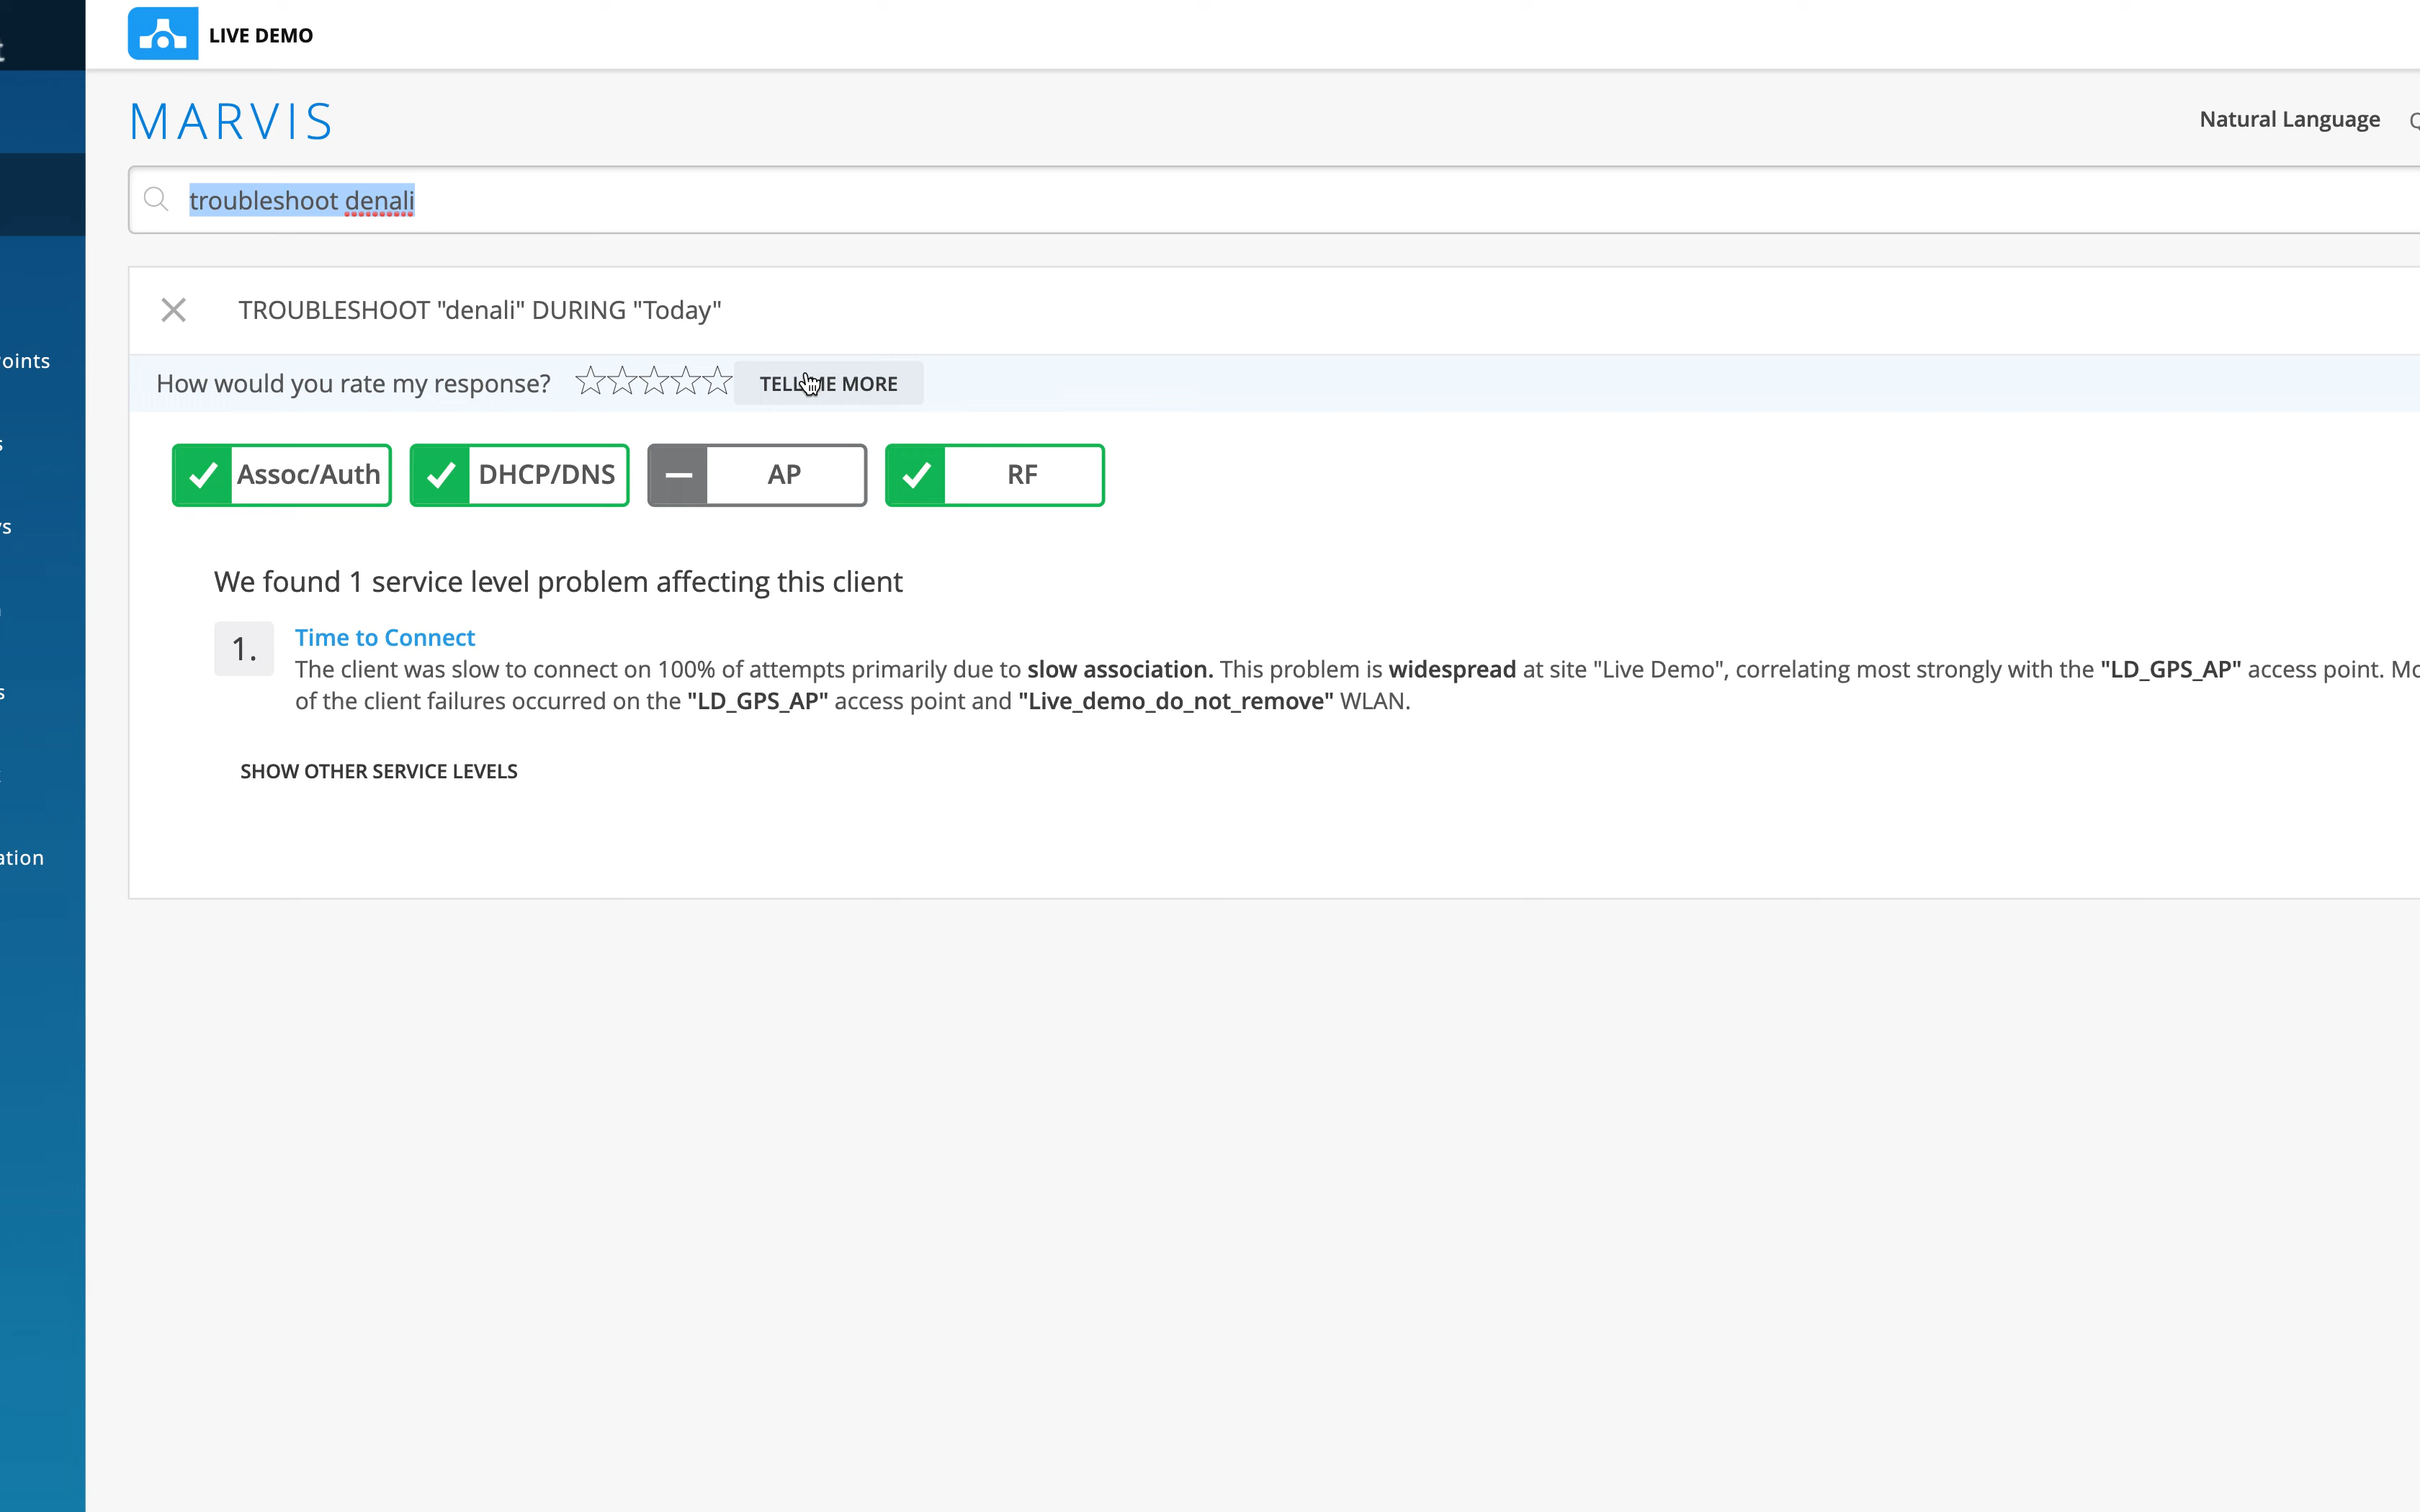 LIVE DEMO
MARVIS
Natural Language
troubleshoot denali
TROUBLESHOOT "denali" DURING "Today"
How would you rate my response?
oints
Assoc/Auth DHCP/DNS AP RF
We found 1 service level problem affecting this client
1. Time to Connect
The client was slow to connect on 100% of attempts primarily due to slow association. This problem is widespread at site "Live Demo", correlating most strongly with the "LD_GPS_AP" access point.
of the client failures occurred on the "LD_GPS_AP" access point and "Live_demo_do_not_remove" WLAN.
SHOW OTHER SERVICE LEVELS
ation